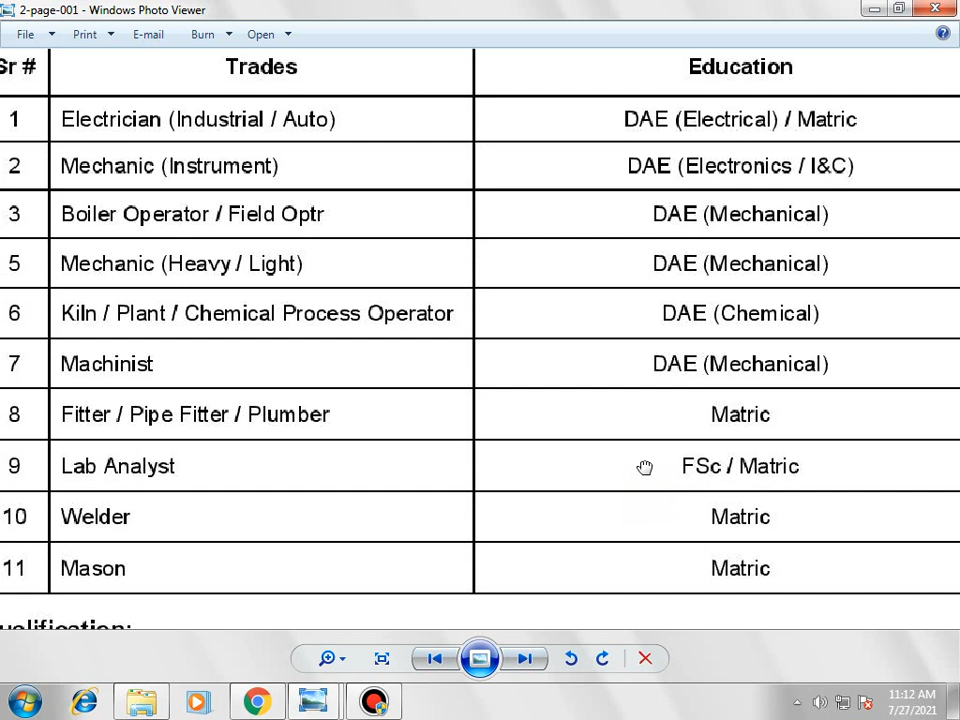 2-page-001 - Windows Photo Viewer
File Print E-mail Burn Open
Sr # Trades Education
1 Electrician (Industrial / Auto) DAE (Electrical) / Matric
2 Mechanic (Instrument) DAE (Electronics / I&C)
3 Boiler Operator / Field Optr DAE (Mechanical)
5 Mechanic (Heavy / Light) DAE (Mechanical)
6 Kiln / Plant / Chemical Process Operator DAE (Chemical)
7 Machinist DAE (Mechanical)
8 Fitter / Pipe Fitter / Plumber Matric
9 Lab Analyst FSc / Matric
10 Welder Matric
11 Mason Matric
ualification:
11:12 AM
7/27/2021